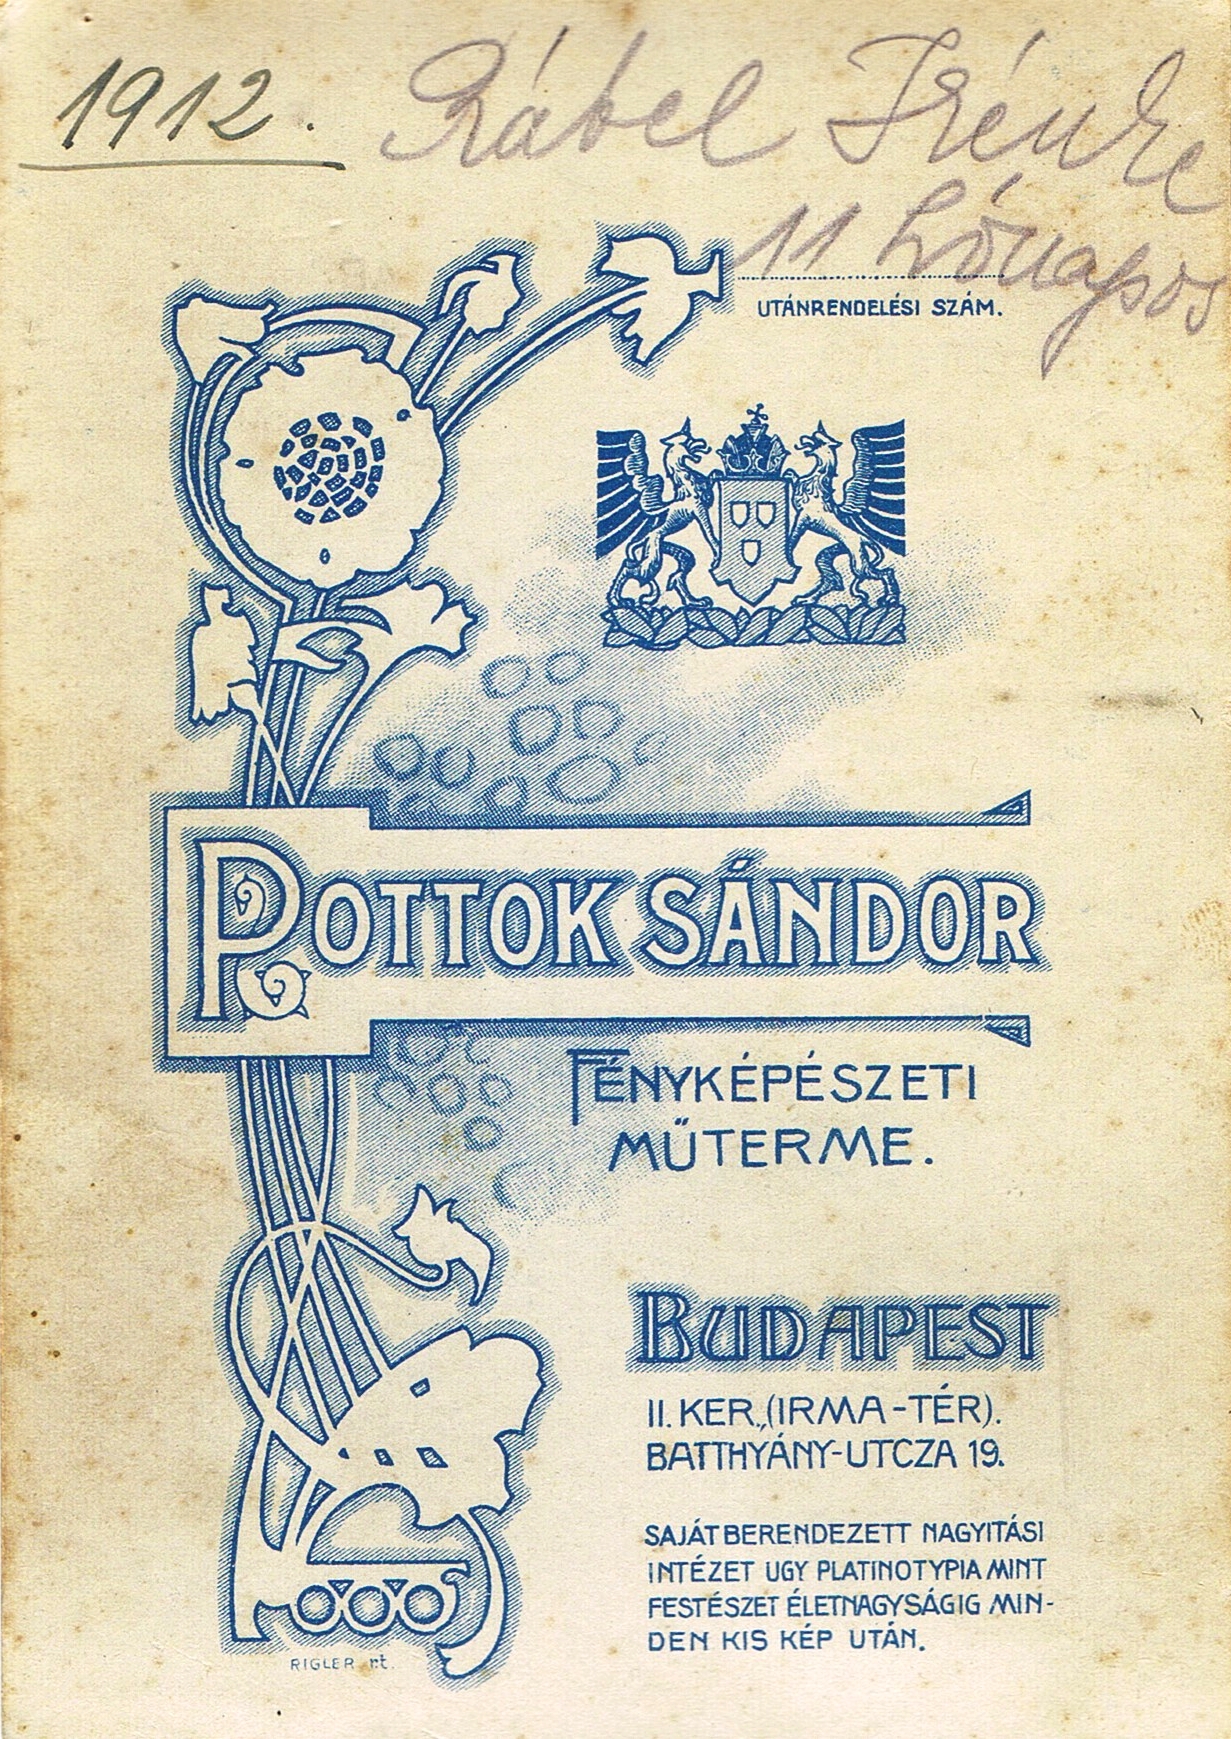 1912.
Rábel Irénke
11 hónapos
UTÁNRENDELÉSI SZÁM.
POTTOK SÁNDOR
FÉNYKÉPÉSZETI
MŰTERME.
BUDAPEST
II. KER., (IRMA-TÉR).
BATTHYÁNY-UTCZA 19.
SAJÁT BERENDEZETT NAGYITÁSI
INTÉZET UGY PLATINOTYPIA MINT
FESTÉSZET ÉLETNAGYSÁGIG MIN-
DEN KIS KÉP UTÁN.
RIGLER rt.